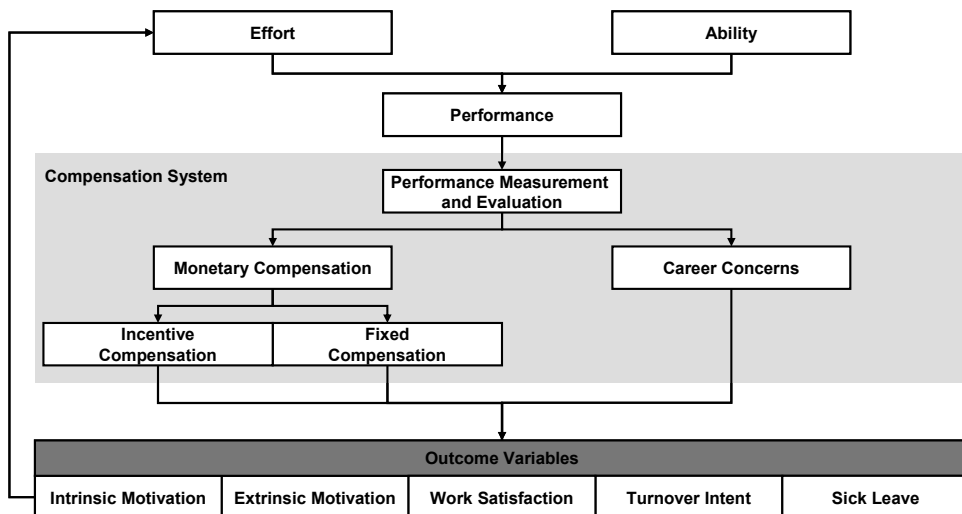 Effort
Ability
Performance
Compensation System
Performance Measurement
and Evaluation
Monetary Compensation
Career Concerns
Incentive
Compensation
Fixed
Compensation
Outcome Variables
Intrinsic Motivation
Extrinsic Motivation
Work Satisfaction
Turnover Intent
Sick Leave